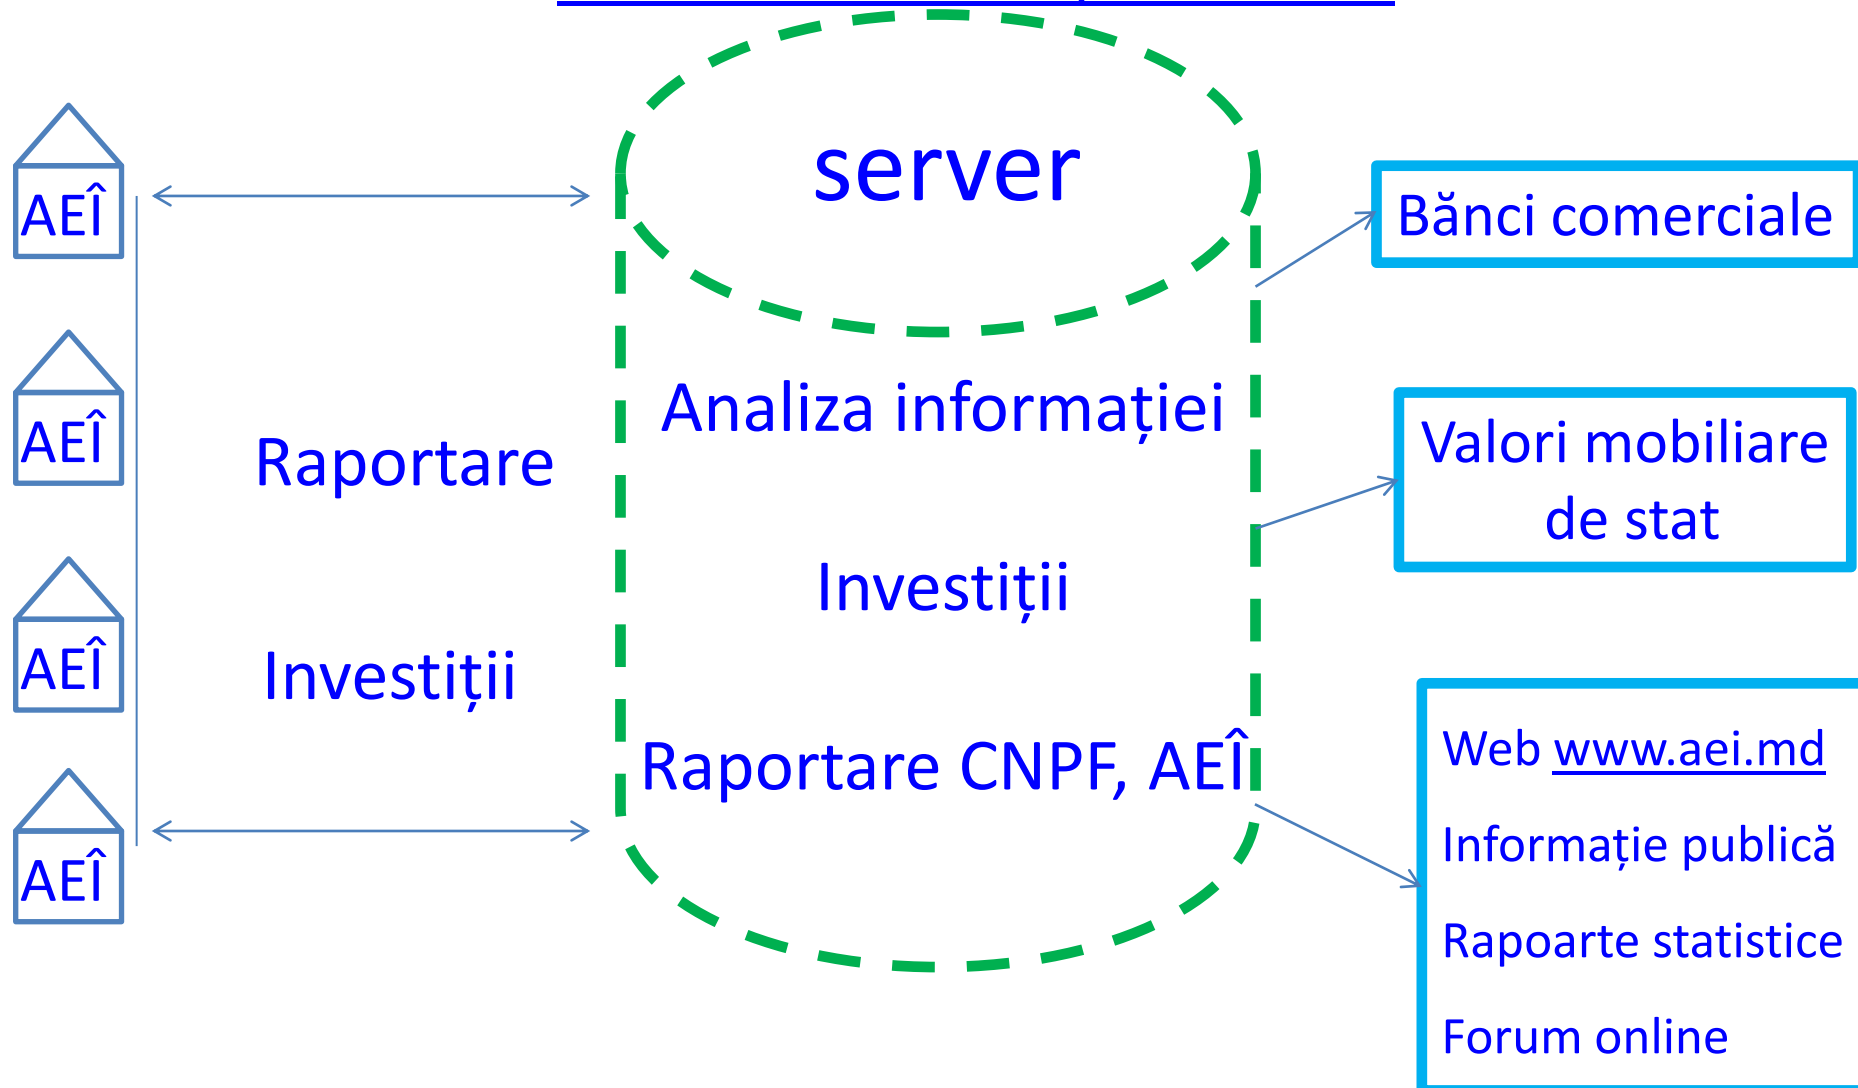 server
AEÎ
AEÎ
AEÎ
AEÎ
Raportare
Investiții
Analiza informației
Investiții
Raportare CNPF, AEÎ
Bănci comerciale
Valori mobiliare
de stat
Web www.aei.md
Informație publică
Rapoarte statistice
Forum online